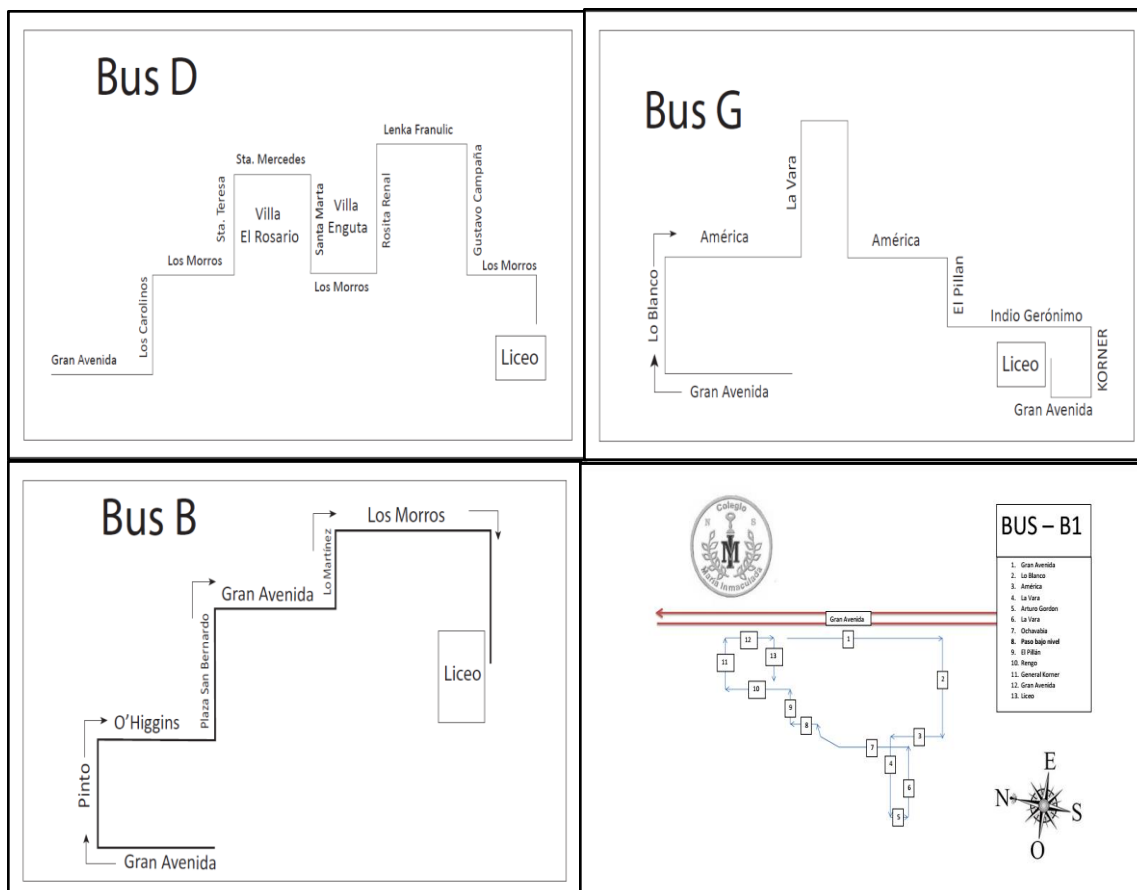 Bus D
Lenka Franulic
Sta. Mercedes
Sta. Teresa
Villa
El Rosario
Santa Marta
Villa
Enguta
Rosita Renal
Gustavo Campaña
Los Morros
Los Morros
Los Morros
Los Carolinos
Gran Avenida
Liceo
Bus G
La Vara
América
América
Lo Blanco
El Pillan
Indio Gerónimo
Liceo
KORNER
Gran Avenida
Gran Avenida
Bus B
Los Morros
Lo Martínez
Gran Avenida
Plaza San Bernardo
Liceo
O'Higgins
Pinto
Gran Avenida
Colegio
N S
M
María Inmaculada
BUS – B1
1. Gran Avenida
2. Lo Blanco
3. América
4. La Vara
5. Arturo Gordon
6. La Vara
7. Ochavabia
8. Paso bajo nivel
9. El Pillán
10. Rengo
11. General Korner
12. Gran Avenida
13. Liceo
Gran Avenida
1
12
13
11
2
10
9
8
3
7
4
6
5
E
N
S
O